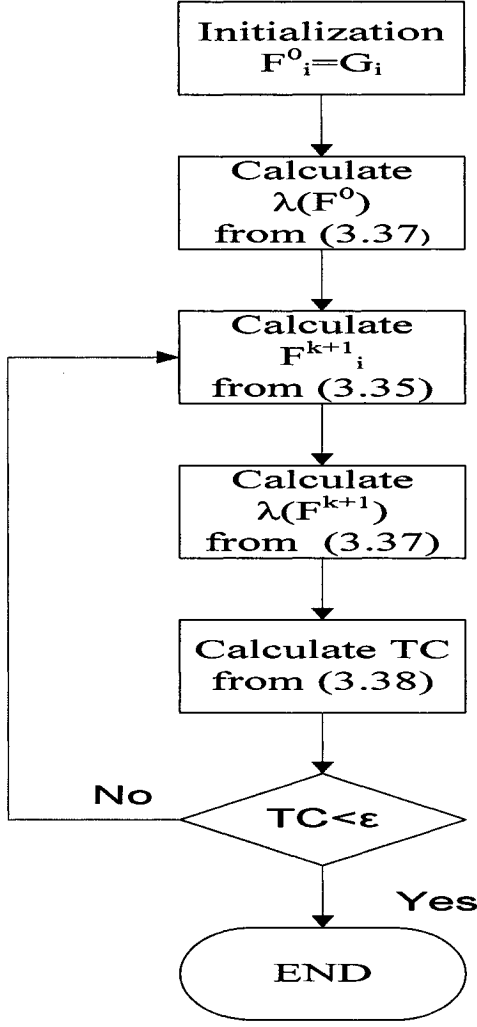 Initialization
F⁰ᵢ=Gᵢ
Calculate
λ(F⁰)
from (3.37)
Calculate
Fᵏ⁺¹ᵢ
from (3.35)
Calculate
λ(Fᵏ⁺¹)
from (3.37)
Calculate TC
from (3.38)
No
TC<ε
Yes
END